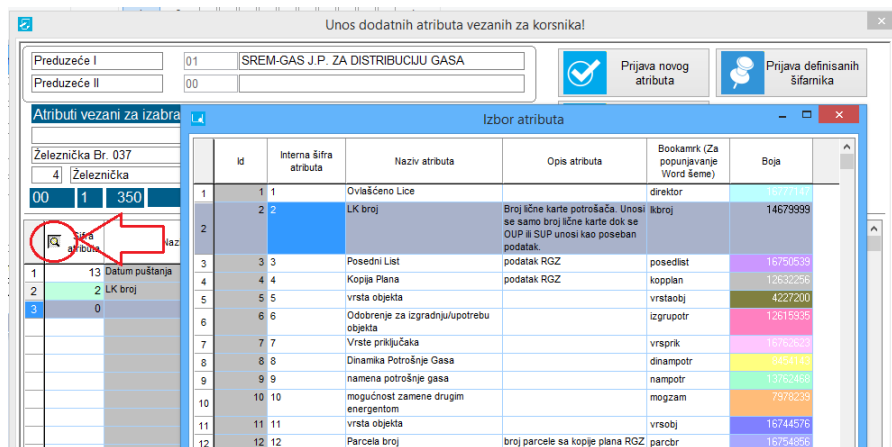 Unos dodatnih atributa vezanih za korsnika!
Preduzeće I 01 SREM-GAS J.P. ZA DISTRIBUCIJU GASA
Preduzeće II 00
Prijava novog
atributa
Prijava definisanih
šifarnika
Atributi vezani za izabra
Železnička Br. 037
4 Železnička
00 1 350
Šifra
atributa
Naz
1 13 Datum puštanja
2 2 LK broj
3 0
Izbor atributa
Id
Interna šifra
atributa
Naziv atributa
Opis atributa
Bookamrk (Za
popunjavanje
Word šeme)
Boja
1 1 1 Ovlašćeno Lice direktor
2 2 2 LK broj Broj lične karte potrošača. Unosi lkbroj 14679999
se samo broj lične karte dok se
OUP ili SUP unosi kao poseban
podatak.
3 3 3 Posedni List podatak RGZ posedlist 16750539
4 4 4 Kopija Plana podatak RGZ kopplan 12632256
5 5 5 vrsta objekta vrstaobj 4227200
6 6 6 Odobrenje za izgradnju/upotrebu izgrupotr 12615935
objekta
7 7 7 Vrste priključaka vrsprik 16762623
8 8 8 Dinamika Potrošnje Gasa dinampotr
9 9 9 namena potrošnje gasa nampotr 13762468
10 10 10 mogućnost zamene drugim mogzam 7978239
energentom
11 11 11 vrsta objekta vrsobj 16744576
12 12 12 Parcela broj broj parcele sa kopije plana RGZ parcbr 16754856